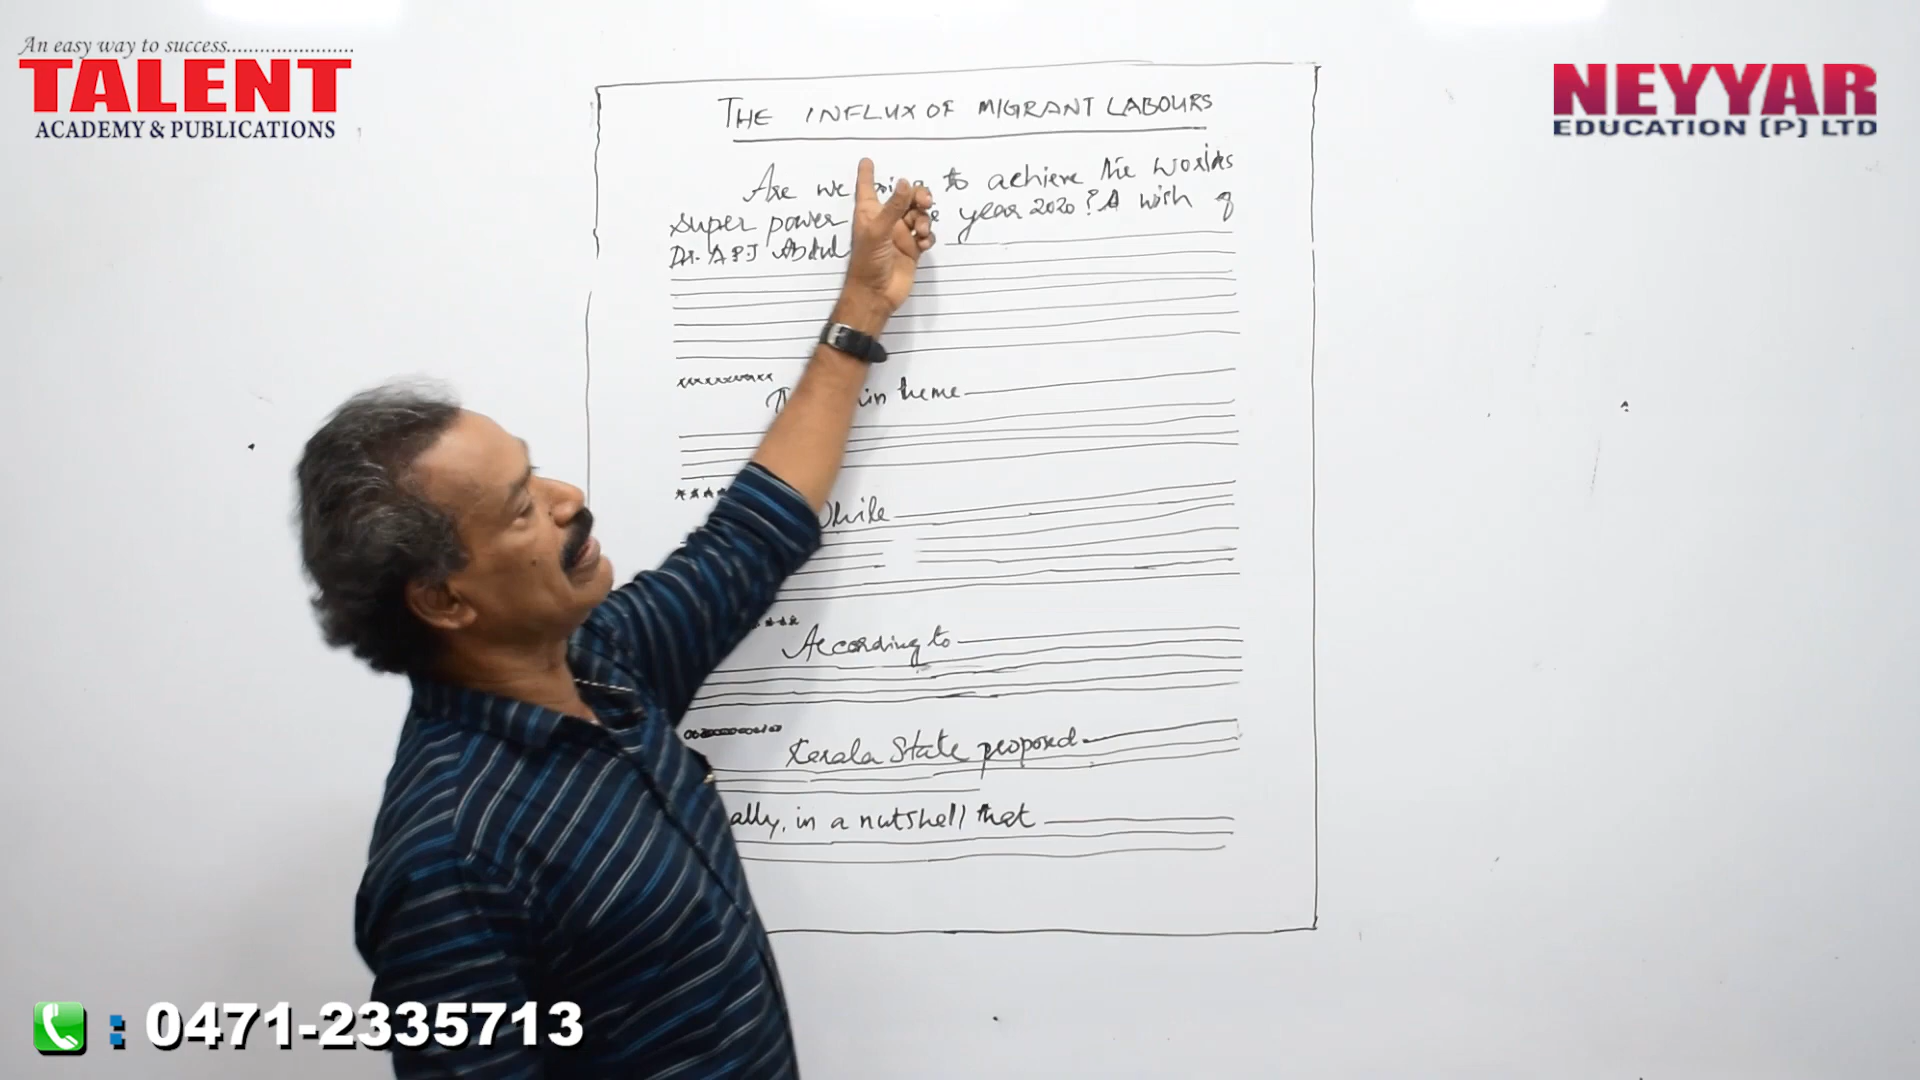 An easy way to success.......................
TALENT
ACADEMY & PUBLICATIONS
NEYYAR
EDUCATION (P) LTD
THE INFLUX OF MIGRANT LABOURS
Are we to achieve the worlds
super power year 2020? A wish of
Dr. APJ Abdul
theme
While
According to
Kerala State proposed
in a nutshell that
: 0471-2335713